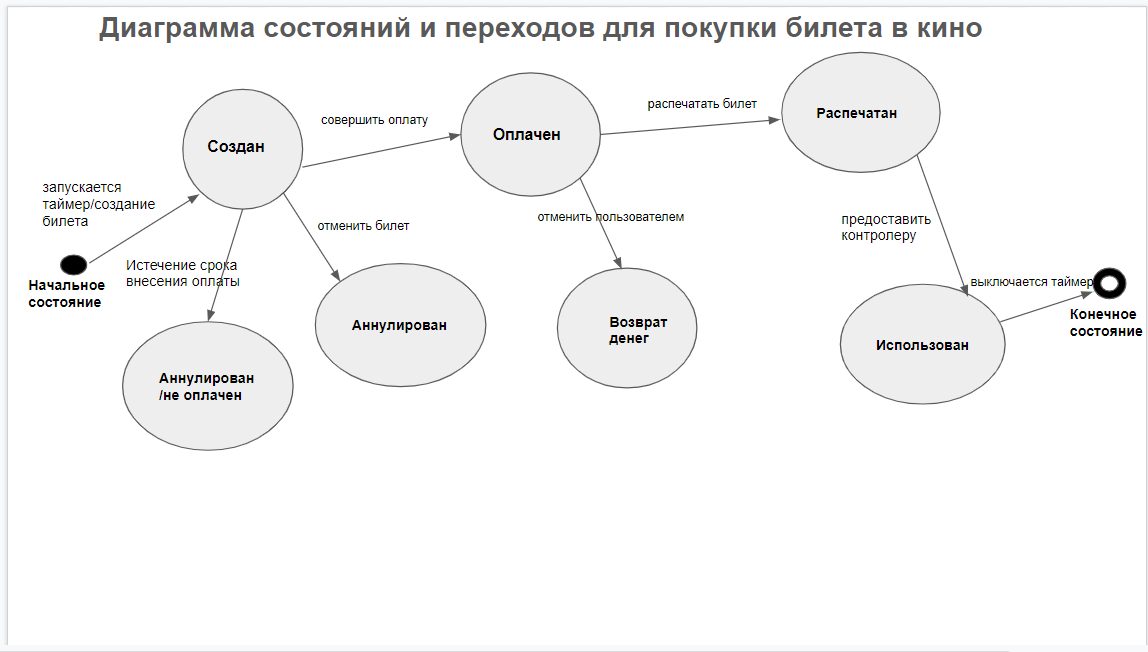 Диаграмма состояний и переходов для покупки билета в кино
Создан
совершить оплату
Оплачен
распечатать билет
Распечатан
запускается
таймер/создание
билета
Начальное
состояние
Истечение срока
внесения оплаты
отменить билет
отменить пользователем
предоставить
контролеру
выключается таймер
Конечное
состояние
Аннулирован
/не оплачен
Аннулирован
Возврат
денег
Использован